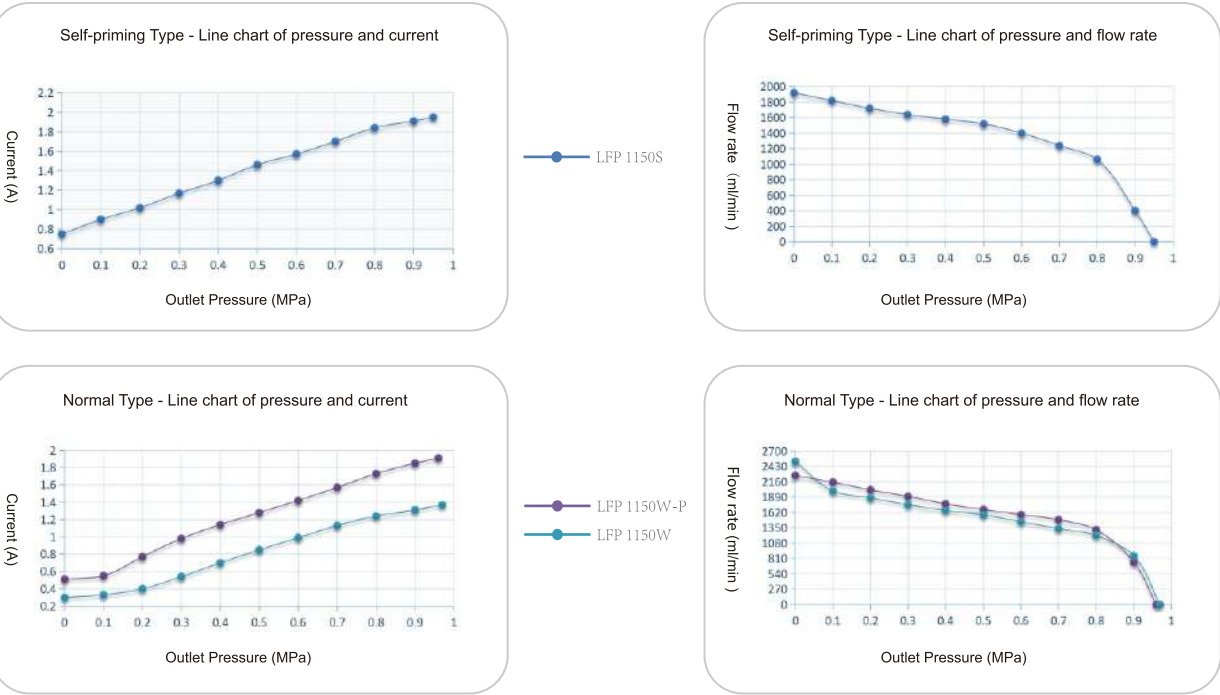 Self-priming Type - Line chart of pressure and current
2.2
2
1.8
1.6
1.4
1.2
1
0.8
0.6
Current (A)
0 0.1 0.2 0.3 0.4 0.5 0.6 0.7 0.8 0.9 1
Outlet Pressure (MPa)
LFP 1150S
Self-priming Type - Line chart of pressure and flow rate
2000
1800
1600
1400
1200
1000
800
600
400
200
0
Flow rate (ml/min )
0 0.1 0.2 0.3 0.4 0.5 0.6 0.7 0.8 0.9 1
Outlet Pressure (MPa)
Normal Type - Line chart of pressure and current
2
1.8
1.6
1.4
1.2
1
0.8
0.6
0.4
0.2
Current (A)
0 0.1 0.2 0.3 0.4 0.5 0.6 0.7 0.8 0.9 1
Outlet Pressure (MPa)
LFP 1150W-P
LFP 1150W
Normal Type - Line chart of pressure and flow rate
2700
2430
2160
1890
1620
1350
1080
810
540
270
0
Flow rate (ml/min )
0 0.1 0.2 0.3 0.4 0.5 0.6 0.7 0.8 0.9 1
Outlet Pressure (MPa)